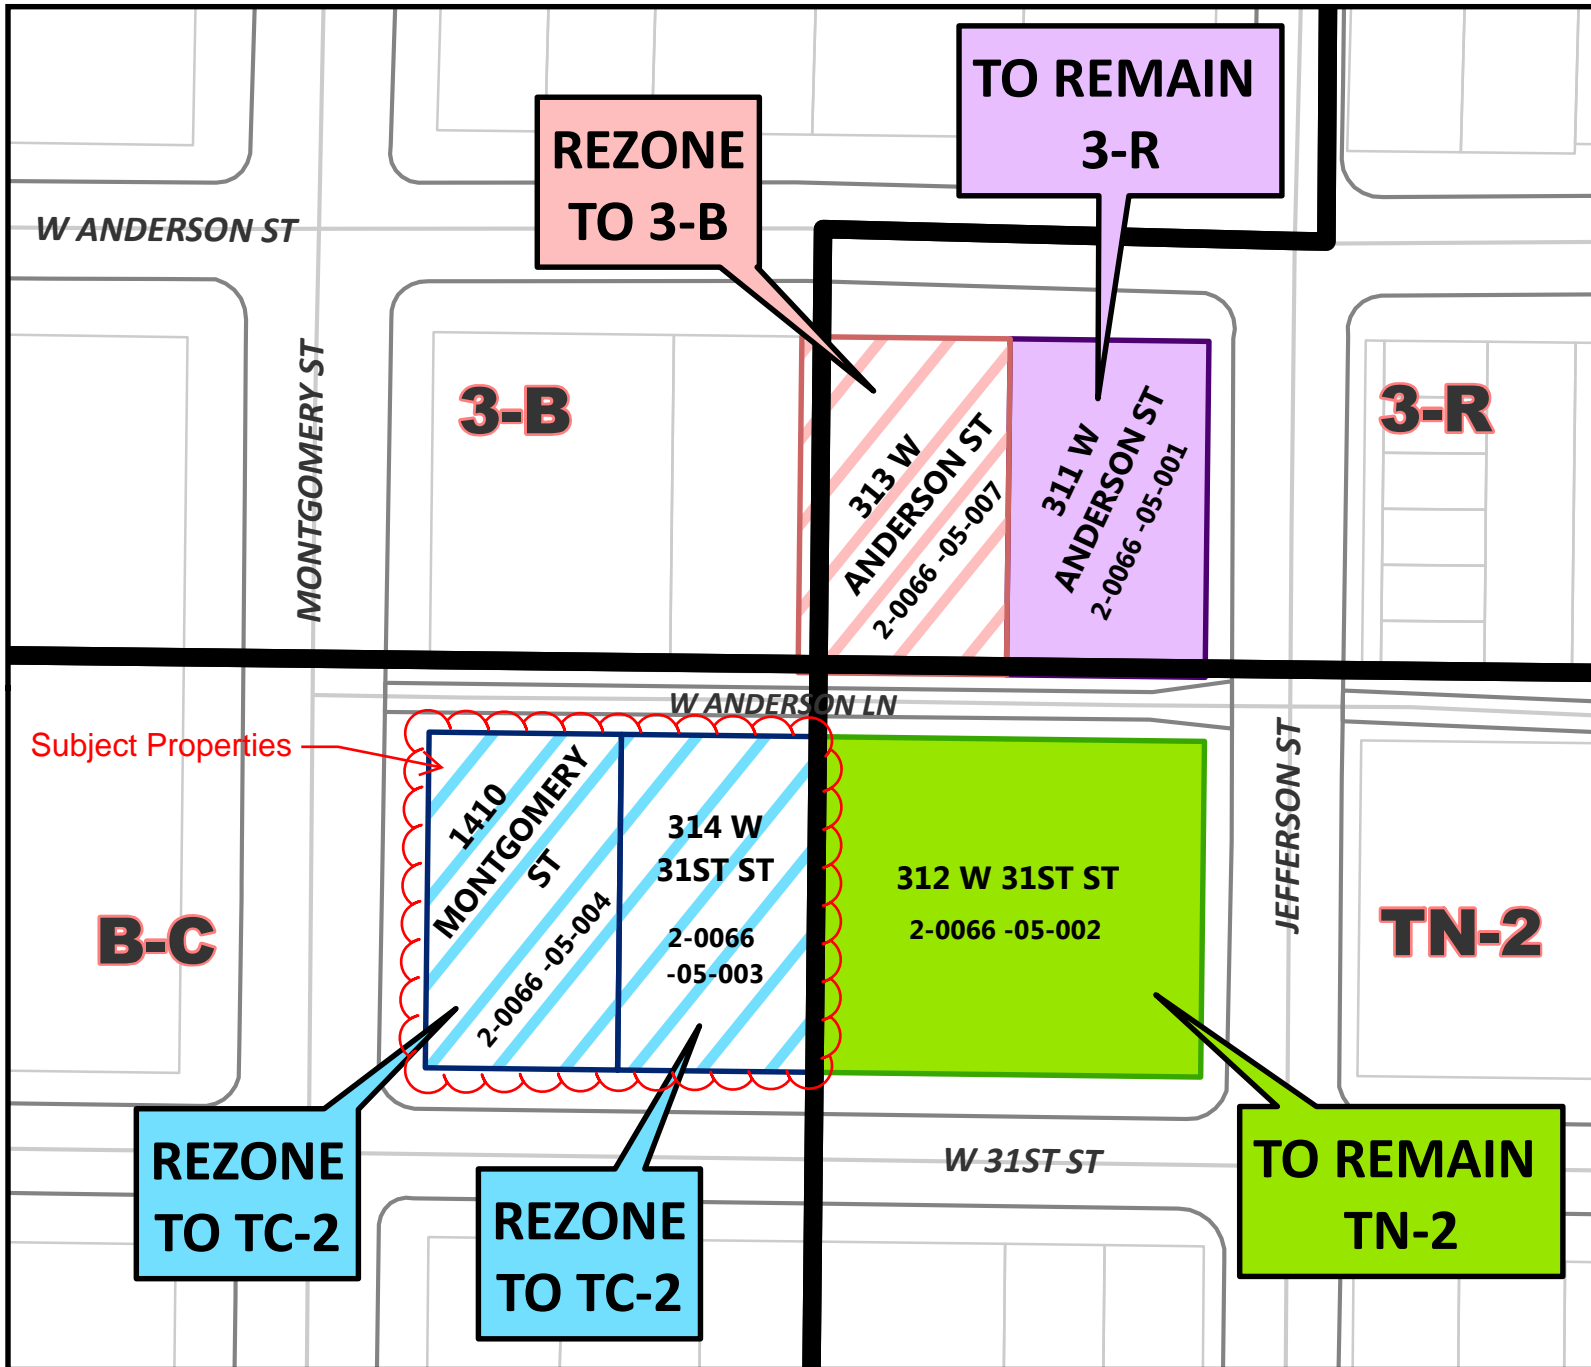 TO REMAIN
3-R
REZONE
TO 3-B
W ANDERSON ST
MONTGOMERY ST
3-B
3-R
313 W
ANDERSON ST
2-0066 -05-007
311 W
ANDERSON ST
2-0066 -05-001
W ANDERSON LN
Subject Properties
1410
MONTGOMERY
ST
2-0066 -05-004
314 W
31ST ST
2-0066
-05-003
312 W 31ST ST
2-0066 -05-002
JEFFERSON ST
B-C
TN-2
REZONE
TO TC-2
REZONE
TO TC-2
W 31ST ST
TO REMAIN
TN-2